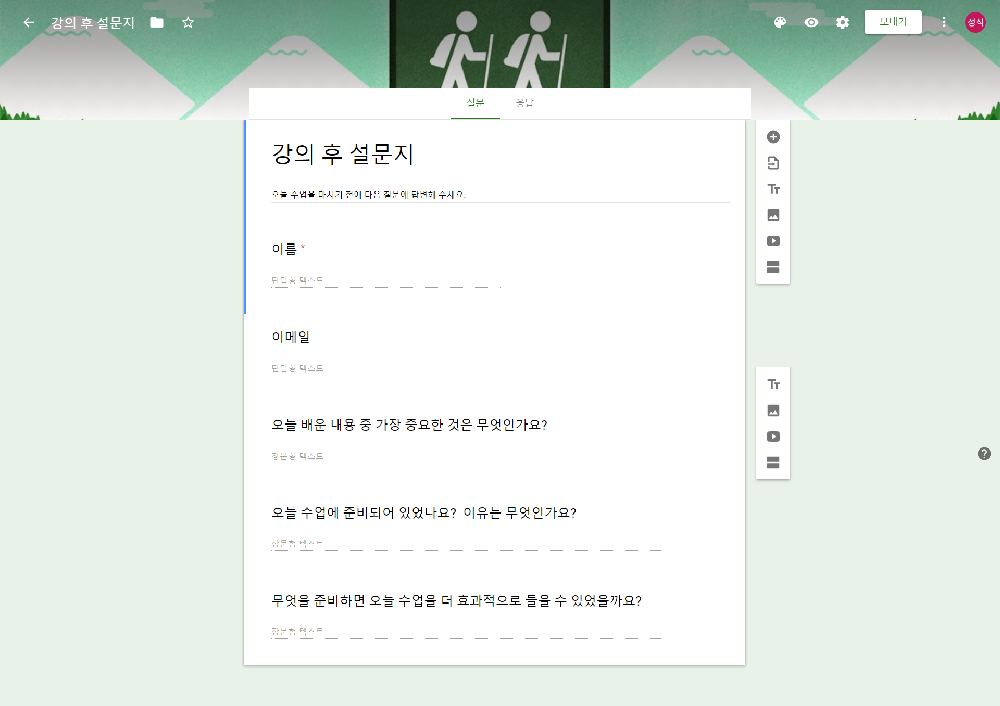 강의 후 설문지
보내기
성식
질문
응답
강의 후 설문지
오늘 수업을 마치기 전에 다음 질문에 답변해 주세요.
이름 *
단답형 텍스트
이메일
단답형 텍스트
오늘 배운 내용 중 가장 중요한 것은 무엇인가요?
장문형 텍스트
오늘 수업에 준비되어 있었나요?  이유는 무엇인가요?
장문형 텍스트
무엇을 준비하면 오늘 수업을 더 효과적으로 들을 수 있었을까요?
장문형 텍스트